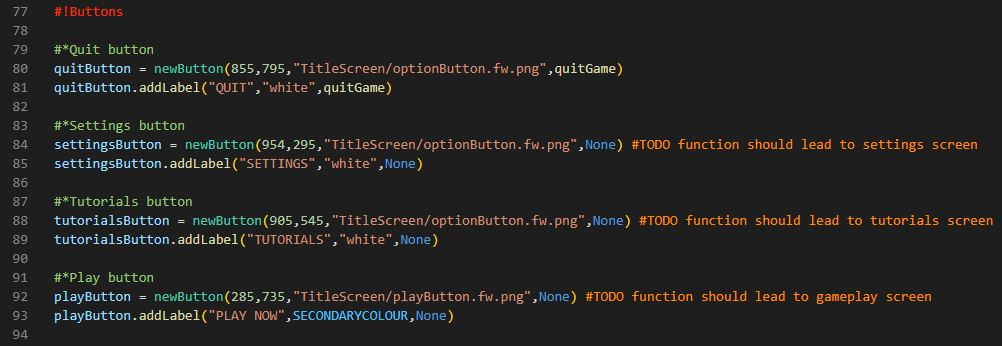 77 #!Buttons
78
79 #*Quit button
80 quitButton = newButton(855,795,"TitleScreen/optionButton.fw.png",quitGame)
81 quitButton.addLabel("QUIT","white",quitGame)
82
83 #*Settings button
84 settingsButton = newButton(954,295,"TitleScreen/optionButton.fw.png",None) #TODO function should lead to settings screen
85 settingsButton.addLabel("SETTINGS","white",None)
86
87 #*Tutorials button
88 tutorialsButton = newButton(905,545,"TitleScreen/optionButton.fw.png",None) #TODO function should lead to tutorials screen
89 tutorialsButton.addLabel("TUTORIALS","white",None)
90
91 #*Play button
92 playButton = newButton(285,735,"TitleScreen/playButton.fw.png",None) #TODO function should lead to gameplay screen
93 playButton.addLabel("PLAY NOW",SECONDARYCOLOUR,None)
94